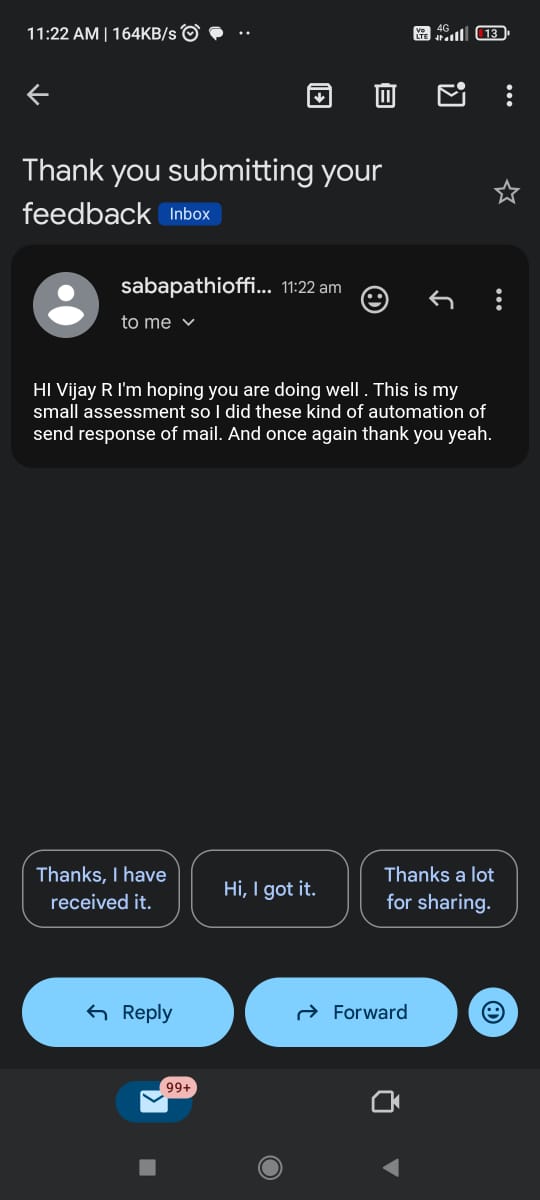 11:22 AM | 164KB/s
Vo LTE 4G 13
Thank you submitting your
feedback Inbox
sabapathioffi... 11:22 am
to me
HI Vijay R I'm hoping you are doing well . This is my
small assessment so I did these kind of automation of
send response of mail. And once again thank you yeah.
Thanks, I have
received it.
Hi, I got it.
Thanks a lot
for sharing.
Reply
Forward
99+